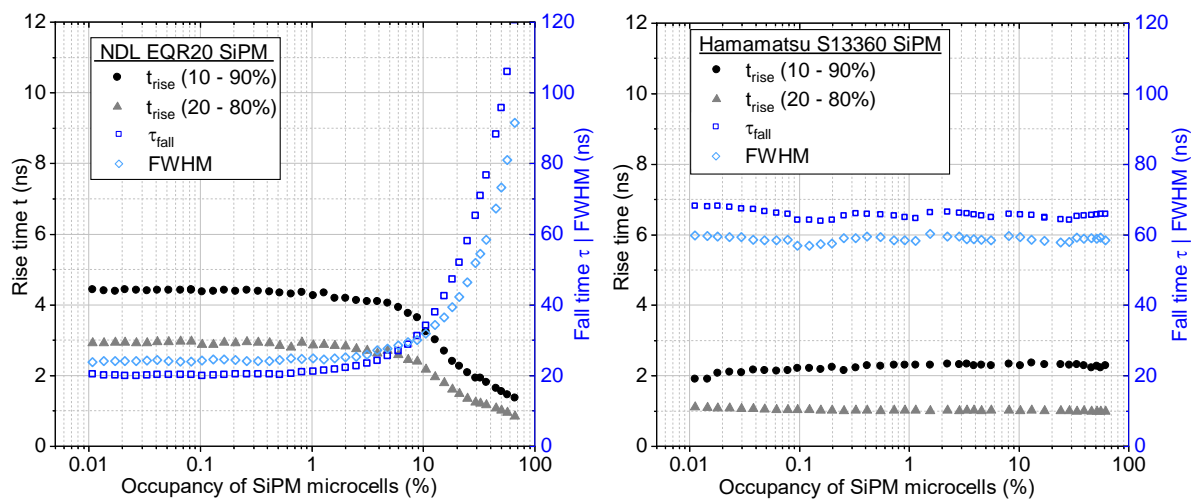 12
10
8
6
4
2
0
Rise time t (ns)
NDL EQR20 SiPM
t_rise (10 - 90%)
t_rise (20 - 80%)
τ_fall
FWHM
120
100
80
60
40
20
0
Fall time τ | FWHM (ns)
0.01 0.1 1 10 100
Occupancy of SiPM microcells (%)
12
10
8
6
4
2
0
Rise time (ns)
Hamamatsu S13360 SiPM
t_rise (10 - 90%)
t_rise (20 - 80%)
τ_fall
FWHM
120
100
80
60
40
20
0
Fall time τ | FWHM (ns)
0.01 0.1 1 10 100
Occupancy of SiPM microcells (%)